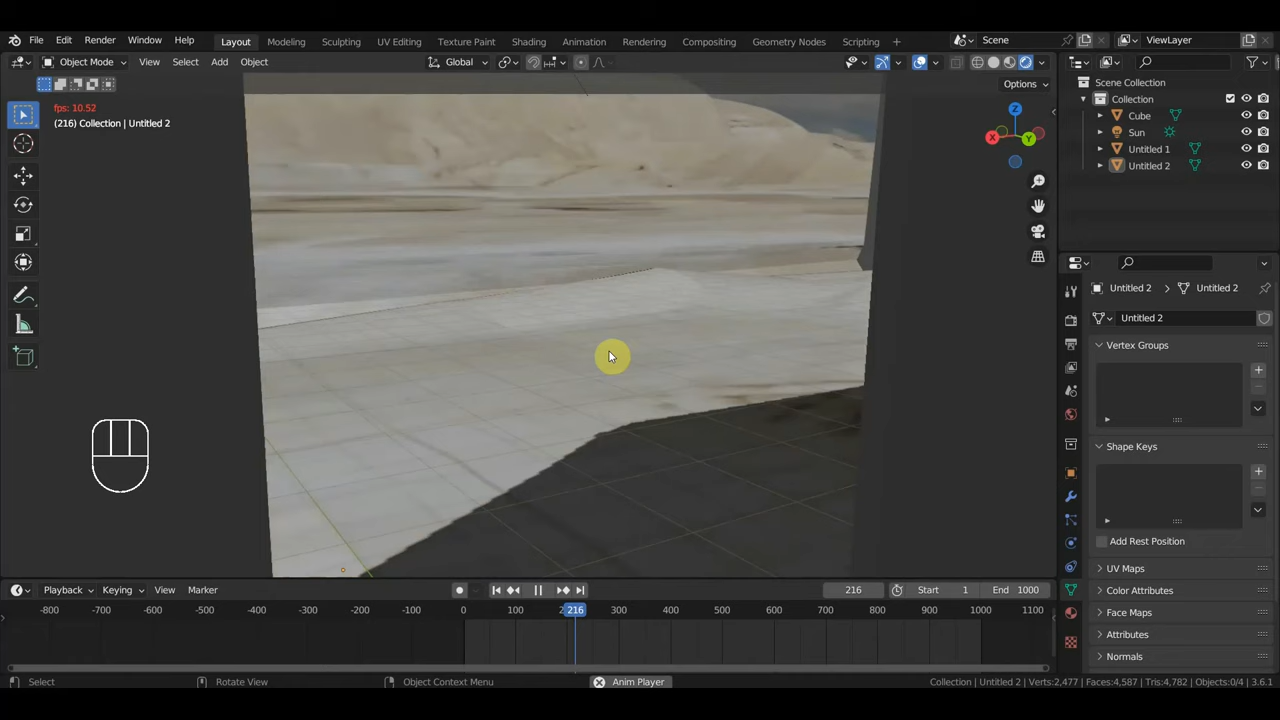 File Edit Render Window Help
Layout Modeling Sculpting UV Editing Texture Paint Shading Animation Rendering Compositing Geometry Nodes Scripting +
Scene
ViewLayer
Object Mode View Select Add Object
Global
Options
fps: 10.52
(216) Collection | Untitled 2
X Y Z
Scene Collection
Collection
Cube
Sun
Untitled 1
Untitled 2
Untitled 2 > Untitled 2
Untitled 2
Vertex Groups
Shape Keys
Add Rest Position
UV Maps
Color Attributes
Face Maps
Attributes
Normals
Playback Keying View Marker
216 Start 1 End 1000
-800 -700 -600 -500 -400 -300 -200 -100 0 100 2 216 300 400 500 600 700 800 900 1000 1100
Select Rotate View Object Context Menu Anim Player Collection | Untitled 2 | Verts:2,477 | Faces:4,587 | Tris:4,782 | Objects:0/4 | 3.6.1